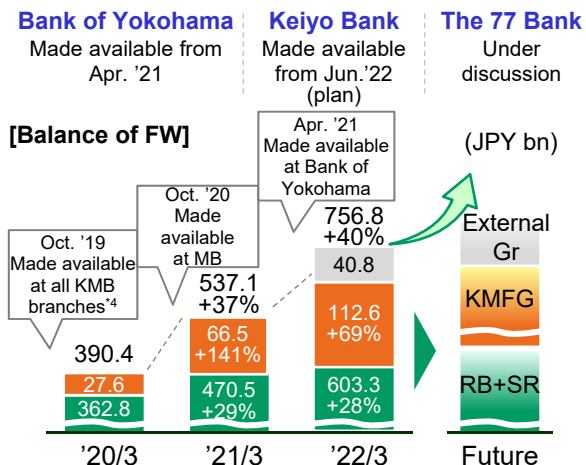 Bank of Yokohama
Made available from
Apr. '21
Keiyo Bank
Made available
from Jun.'22
(plan)
The 77 Bank
Under
discussion
[Balance of FW]
(JPY bn)
Oct. '19
Made available
at all KMB
branches*4
Oct. '20
Made
available
at MB
Apr. '21
Made available
at Bank of
Yokohama
390.4
27.6
362.8
'20/3
537.1
+37%
66.5
+141%
470.5
+29%
'21/3
756.8
+40%
40.8
112.6
+69%
603.3
+28%
'22/3
External
Gr
KMFG
RB+SR
Future